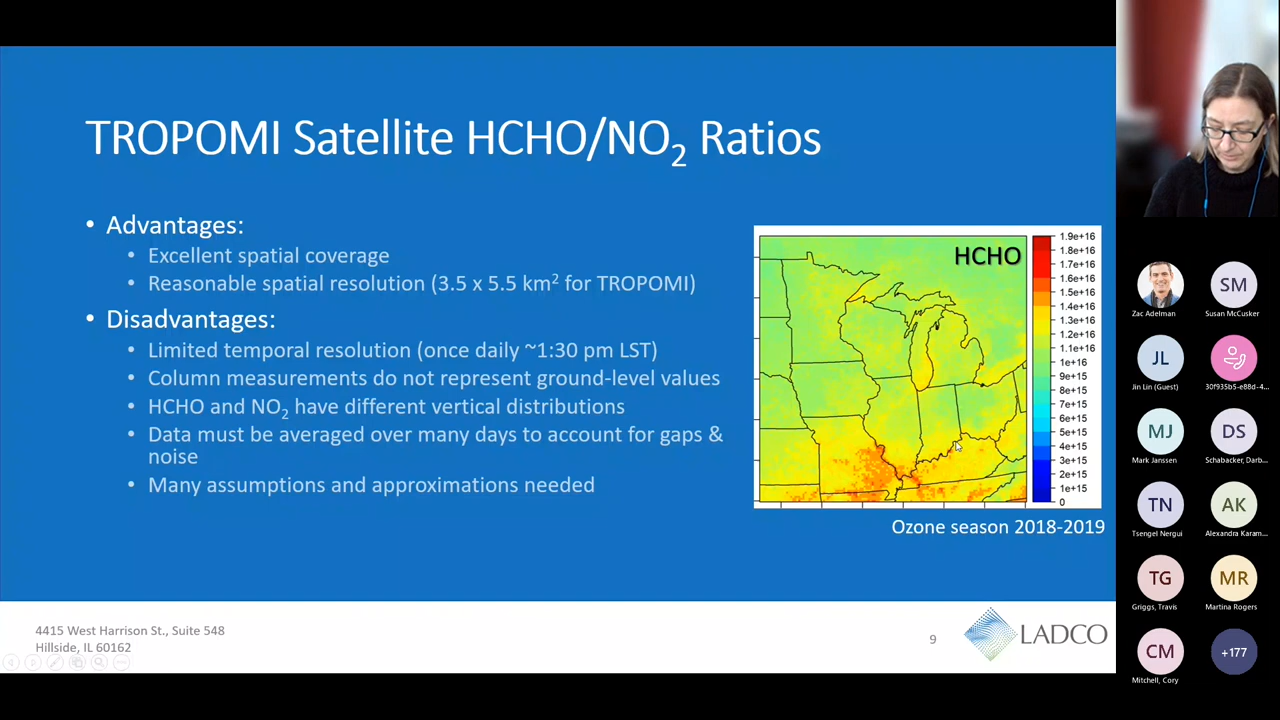 TROPOMI Satellite HCHO/NO2 Ratios
• Advantages:
• Excellent spatial coverage
• Reasonable spatial resolution (3.5 x 5.5 km2 for TROPOMI)
• Disadvantages:
• Limited temporal resolution (once daily ~1:30 pm LST)
• Column measurements do not represent ground-level values
• HCHO and NO2 have different vertical distributions
• Data must be averaged over many days to account for gaps &
noise
• Many assumptions and approximations needed
HCHO
1.9e+16
1.8e+16
1.7e+16
1.6e+16
1.5e+16
1.4e+16
1.3e+16
1.2e+16
1.1e+16
1e+16
9e+15
8e+15
7e+15
6e+15
5e+15
4e+15
3e+15
2e+15
1e+15
0
Ozone season 2018-2019
4415 West Harrison St., Suite 548
Hillside, IL 60162
9
LADCO
Zac Adelman
SM
Susan McCusker
JL
Jin Lin (Guest)
30f935b5-e88d-4...
MJ
Mark Janssen
DS
Schabacker, Darb...
TN
Tsengel Nergui
AK
Alexandra Karam...
TG
Griggs, Travis
MR
Martina Rogers
CM
Mitchell, Cory
+177